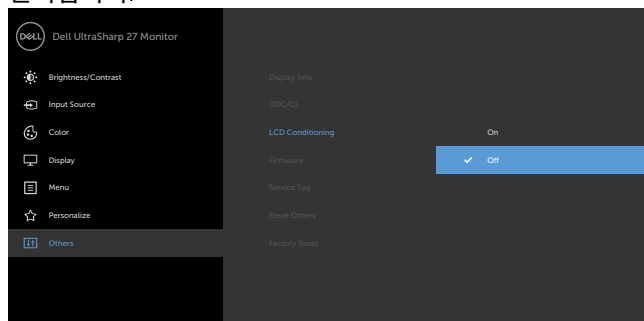 DELL Dell UltraSharp 27 Monitor
Brightness/Contrast
Display Info
Input Source
DDC/CI
Color
LCD Conditioning
On
Display
Firmware
Off
Menu
Service Tag
Personalize
Reset Others
Others
Factory Reset